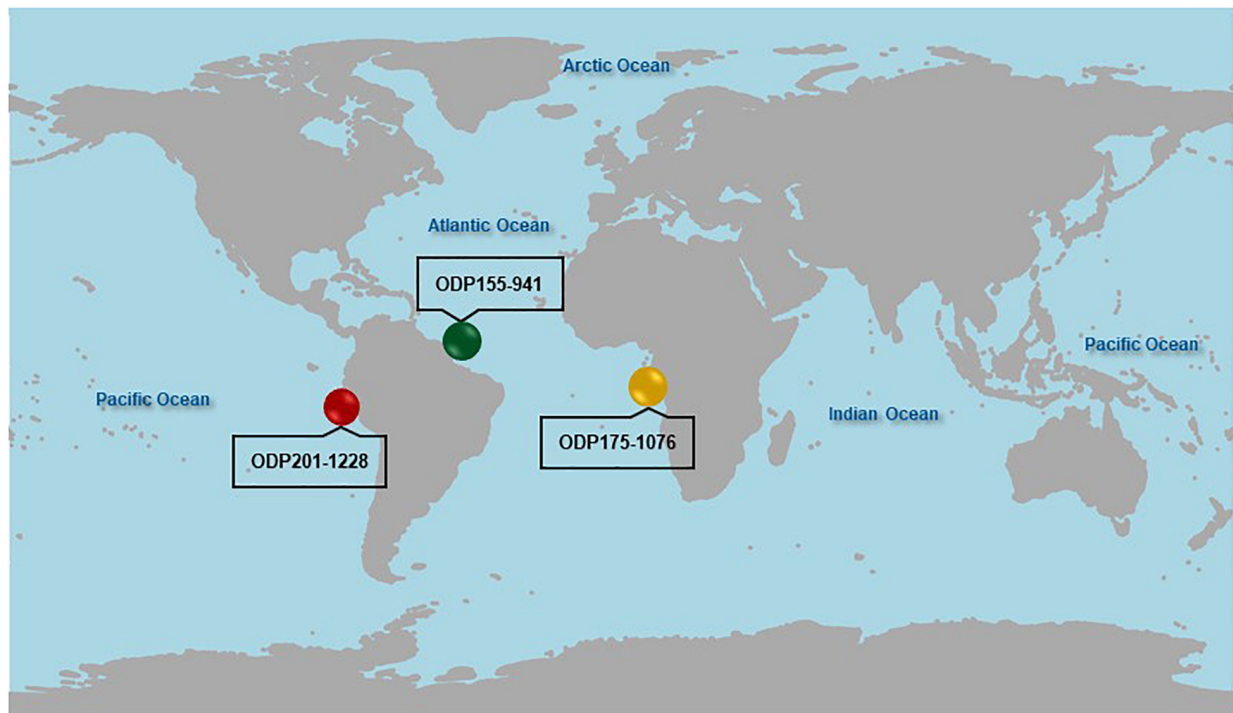 Arctic Ocean
Atlantic Ocean
ODP155-941
Pacific Ocean
Pacific Ocean
Indian Ocean
ODP175-1076
ODP201-1228